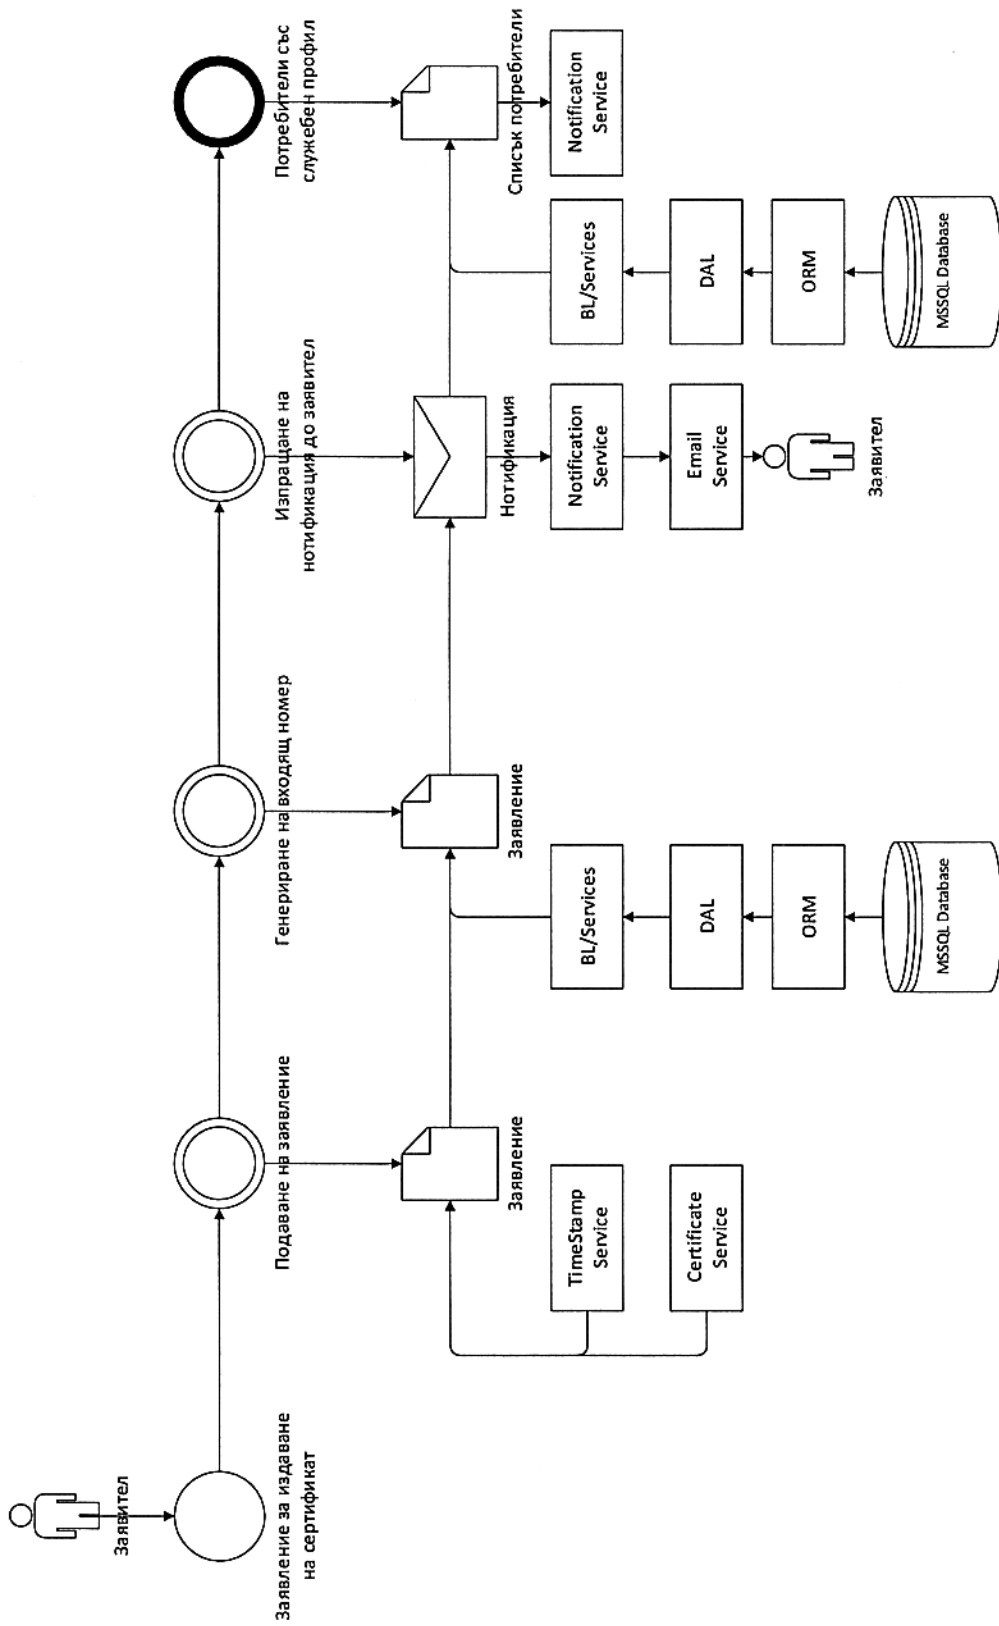 Заявител
Заявление за издаване
на сертификат
Подаване на заявление
Заявление
TimeStamp
Service
Certificate
Service
Генериране на входящ номер
Заявление
BL/Services
DAL
ORM
MSSQL Database
Изпращане на
нотификация до заявител
Нотификация
Notification
Service
Email
Service
Заявител
BL/Services
DAL
ORM
MSSQL Database
Потребители със
служебен профил
Списък потребители
Notification
Service